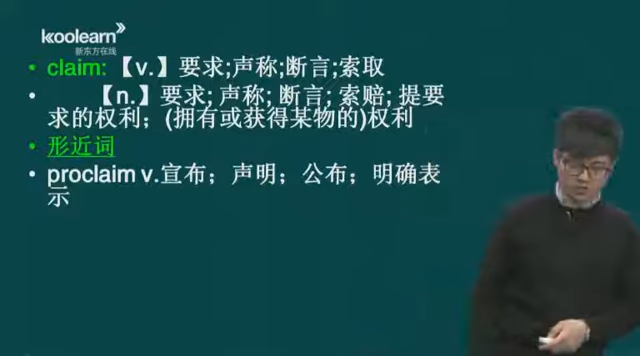 koolearn
新东方在线
• claim:【v.】要求;声称;断言;索取
• 【n.】要求; 声称; 断言; 索赔; 提要
求的权利；(拥有或获得某物的)权利
• 形近词
• proclaim v.宣布；声明；公布；明确表
示